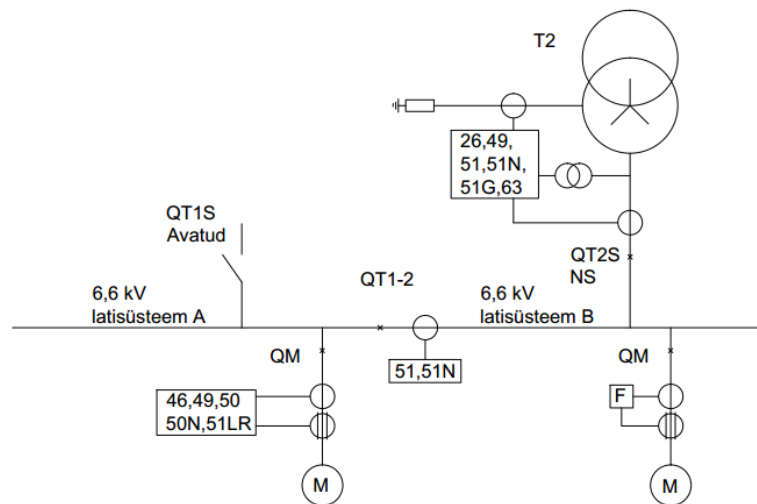 T2
26,49,
51,51N,
51G,63
QT1S
Avatud
QT2S
NS
QT1-2
6,6 kV
latisüsteem A
6,6 kV
latisüsteem B
QM
QM
51,51N
46,49,50
50N,51LR
F
M
M